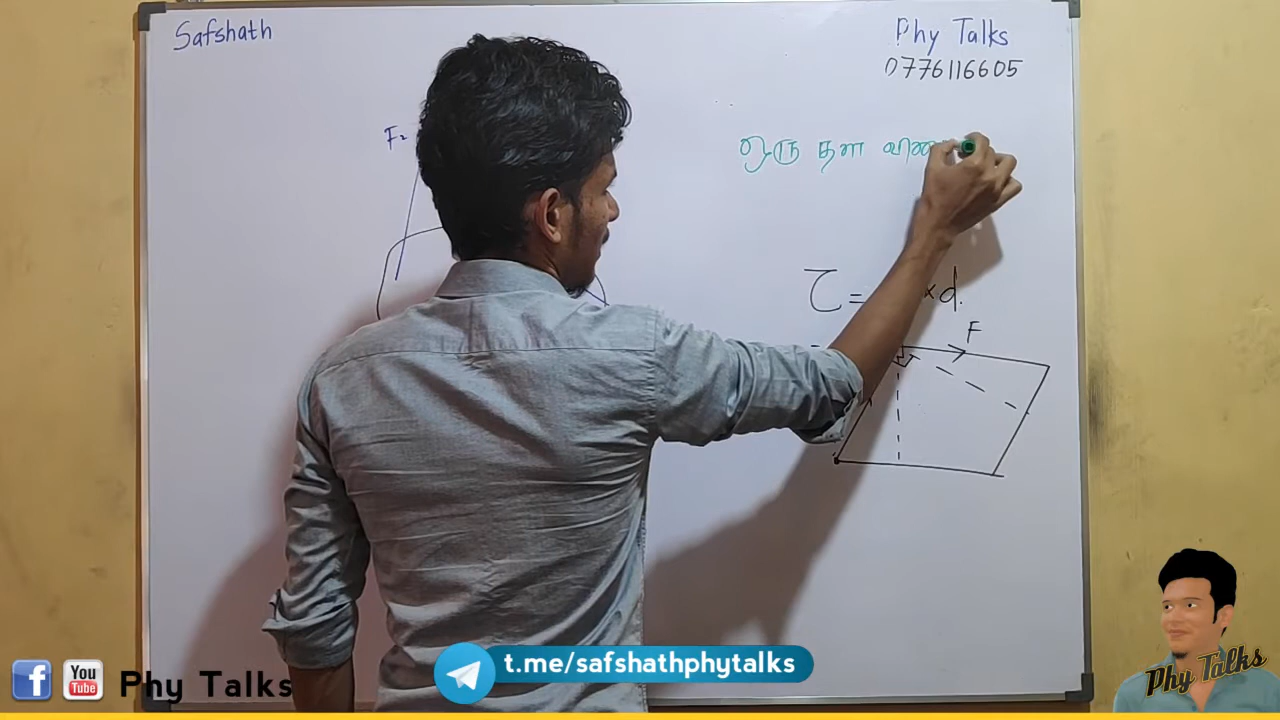 Safshath
Phy Talks
0776116605
F₂
ஒரு தள
τ = × d.
F
You
Tube
Phy Talks
t.me/safshathphytalks
Phy Talks